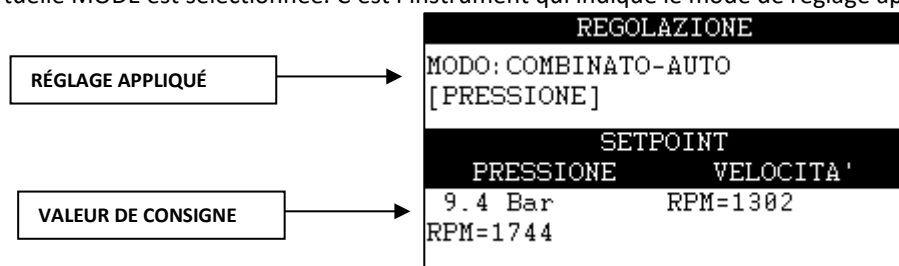 tuelle MODE est sélectionnée. C'est l'instrument qui indique le mode de réglage ap
REGOLAZIONE
RÉGLAGE APPLIQUÉ
MODO:COMBINATO-AUTO
[PRESSIONE]
SETPOINT
PRESSIONE VELOCITA'
VALEUR DE CONSIGNE
9.4 Bar RPM=1302
RPM=1744